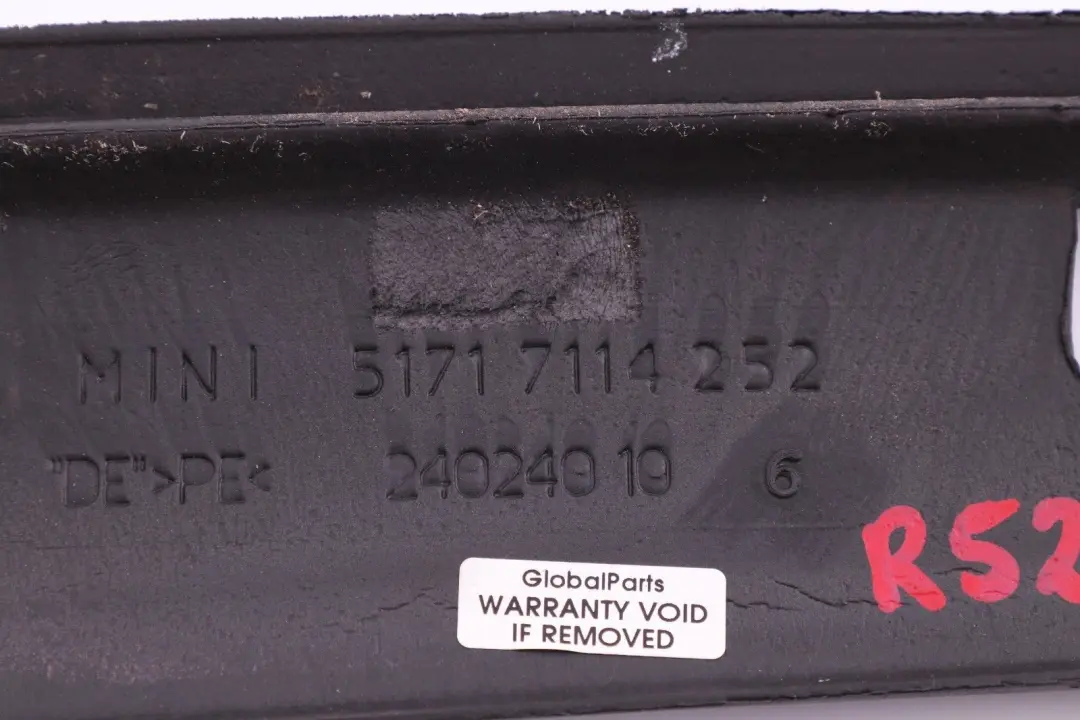 MINI 5171 7114 252
"DE" >PE< 240240 10 6
R52
GlobalParts
WARRANTY VOID
IF REMOVED